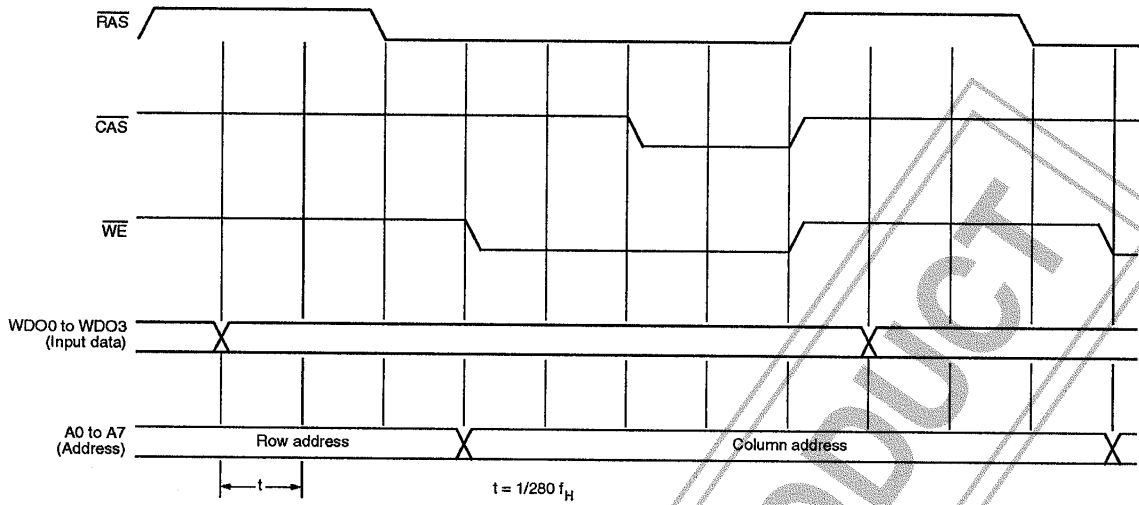 RAS
CAS
WE
WDO0 to WDO3
(Input data)
A0 to A7
(Address)
Row address
Column address
t
t = 1/280 fH
PRODUCT